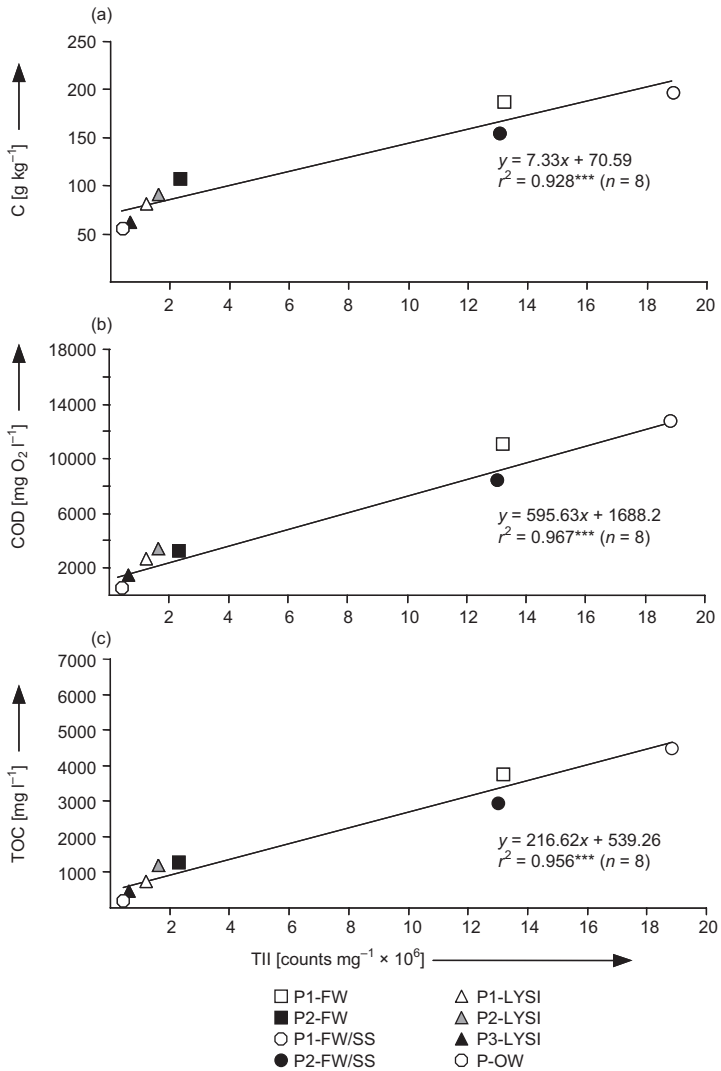 (a)
250
200
150
100
50
C [g kg⁻¹]
y = 7.33x + 70.59
r² = 0.928*** (n = 8)
2 4 6 8 10 12 14 16 18 20
(b)
18000
14000
10000
6000
2000
COD [mg O₂ l⁻¹]
y = 595.63x + 1688.2
r² = 0.967*** (n = 8)
2 4 6 8 10 12 14 16 18 20
(c)
7000
6000
5000
4000
3000
2000
1000
TOC [mg l⁻¹]
y = 216.62x + 539.26
r² = 0.956*** (n = 8)
2 4 6 8 10 12 14 16 18 20
TII [counts mg⁻¹ × 10⁶]
P1-FW
P2-FW
P1-FW/SS
P2-FW/SS
P1-LYSI
P2-LYSI
P3-LYSI
P-OW